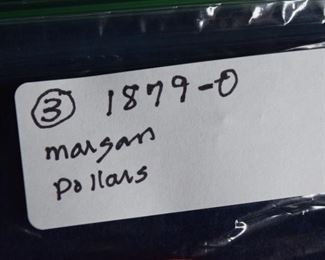 ③ 1879-O
morgan
Dollars